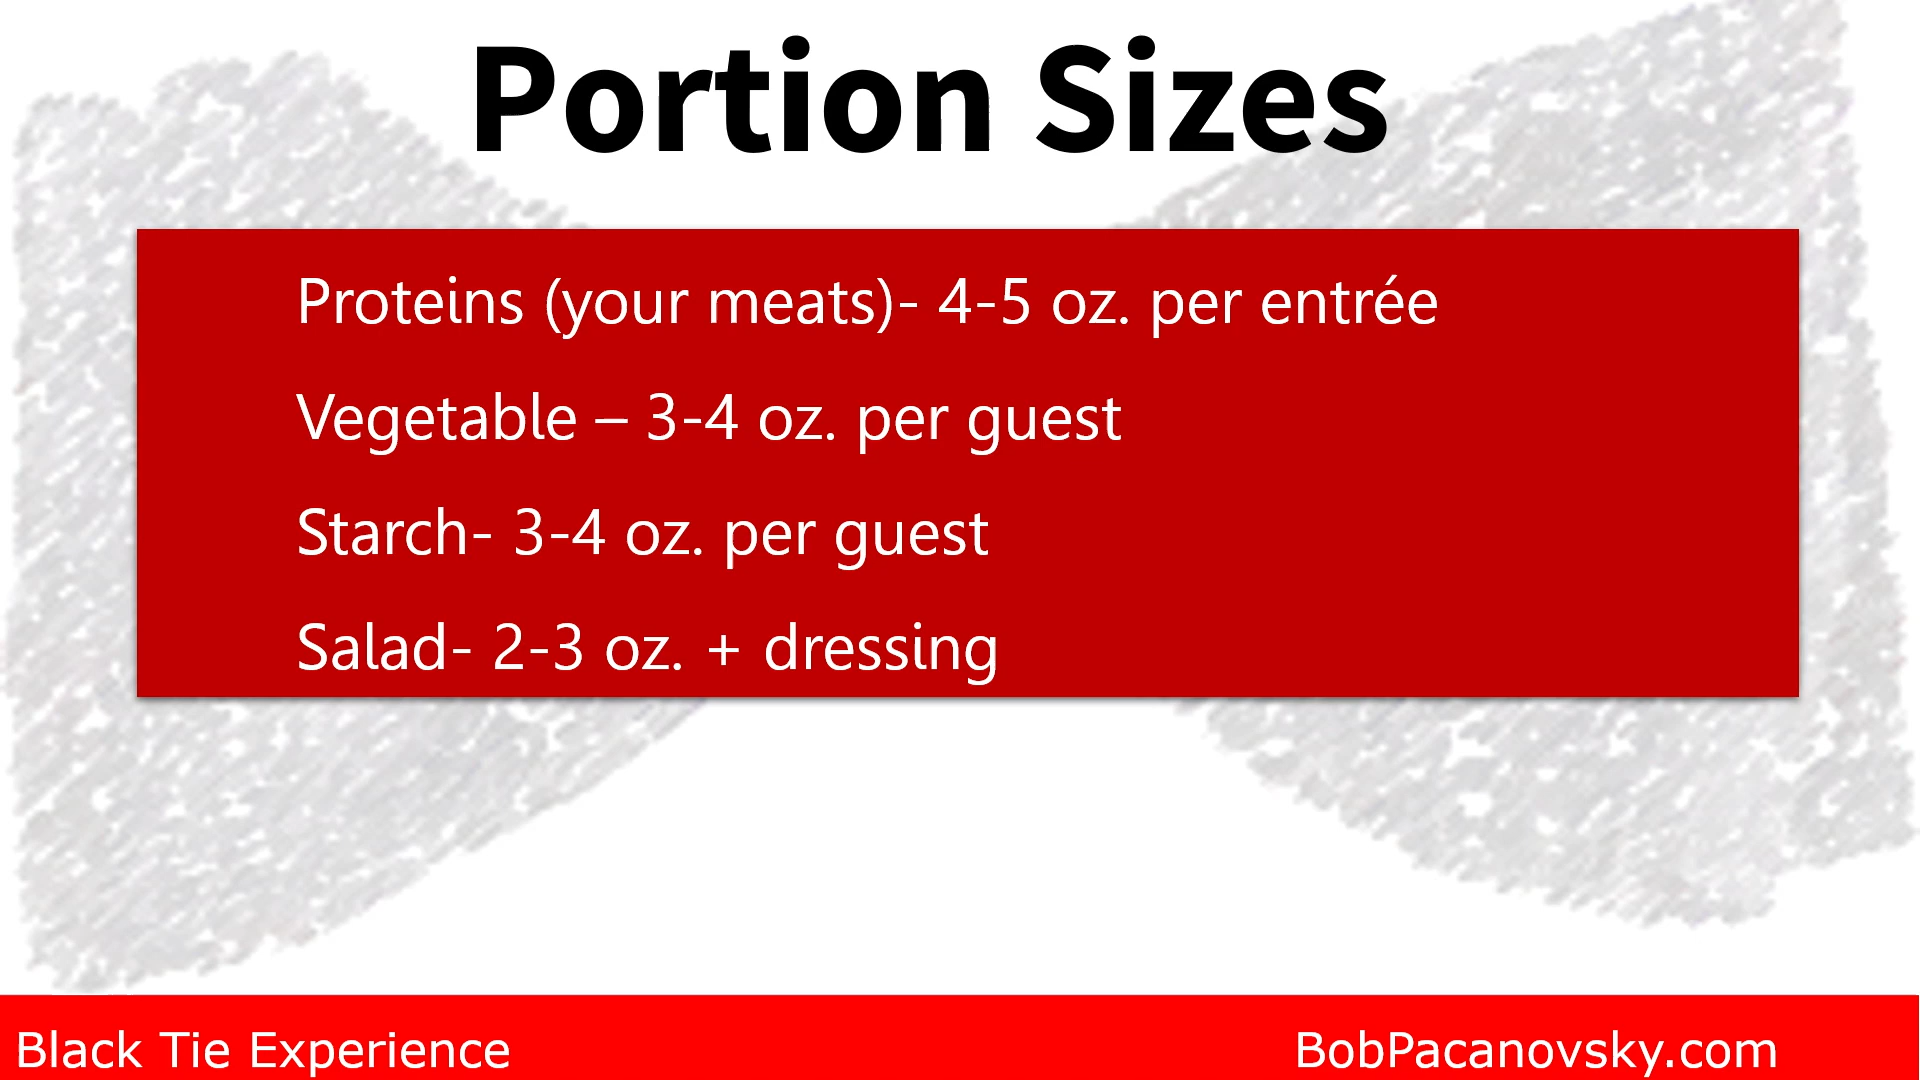 Portion Sizes
Proteins (your meats)- 4-5 oz. per entrée
Vegetable – 3-4 oz. per guest
Starch- 3-4 oz. per guest
Salad- 2-3 oz. + dressing
Black Tie Experience
BobPacanovsky.com